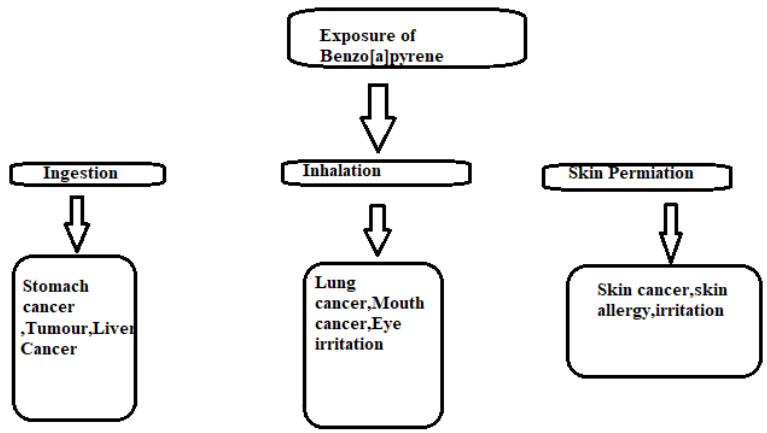 Exposure of
Benzo[a]pyrene
Ingestion
Inhalation
Skin Permiation
Stomach
cancer
,Tumour,Liver
Cancer
Lung
cancer,Mouth
cancer,Eye
irritation
Skin cancer,skin
allergy,irritation